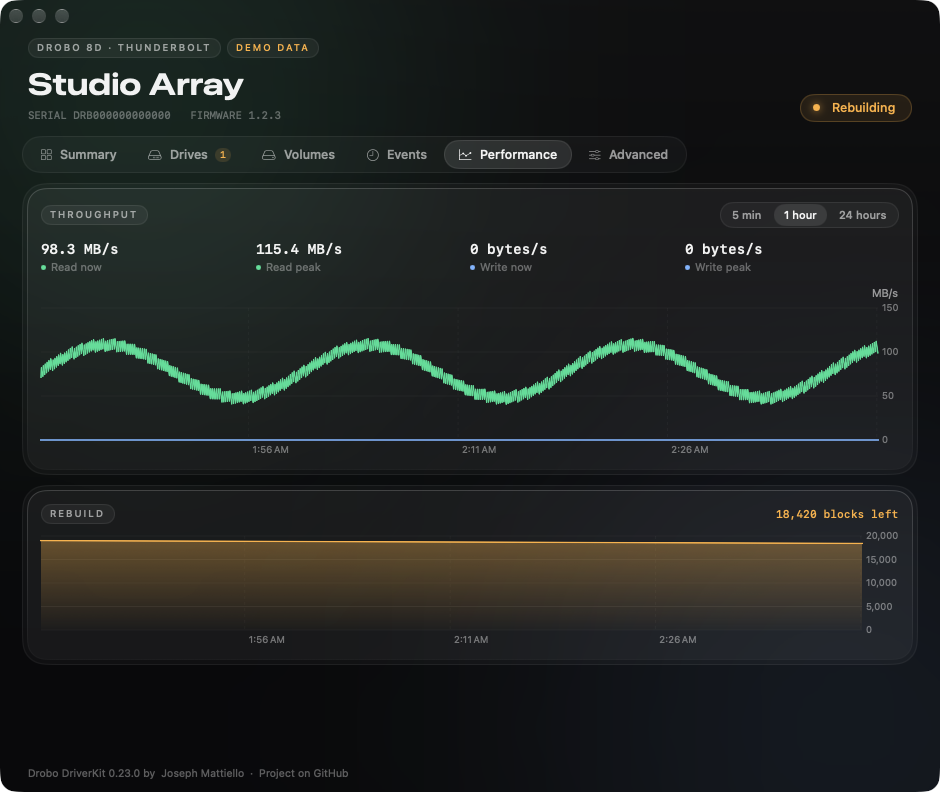 DROBO 8D · THUNDERBOLT DEMO DATA
Studio Array
SERIAL DRB000000000000 FIRMWARE 1.2.3
Rebuilding
Summary Drives 1 Volumes Events Performance Advanced
THROUGHPUT 5 min 1 hour 24 hours
98.3 MB/s 115.4 MB/s 0 bytes/s 0 bytes/s
Read now Read peak Write now Write peak
MB/s
150
100
50
0
1:56 AM 2:11 AM 2:26 AM
REBUILD 18,420 blocks left
20,000
15,000
10,000
5,000
0
1:56 AM 2:11 AM 2:26 AM
Drobo DriverKit 0.23.0 by Joseph Mattiello · Project on GitHub